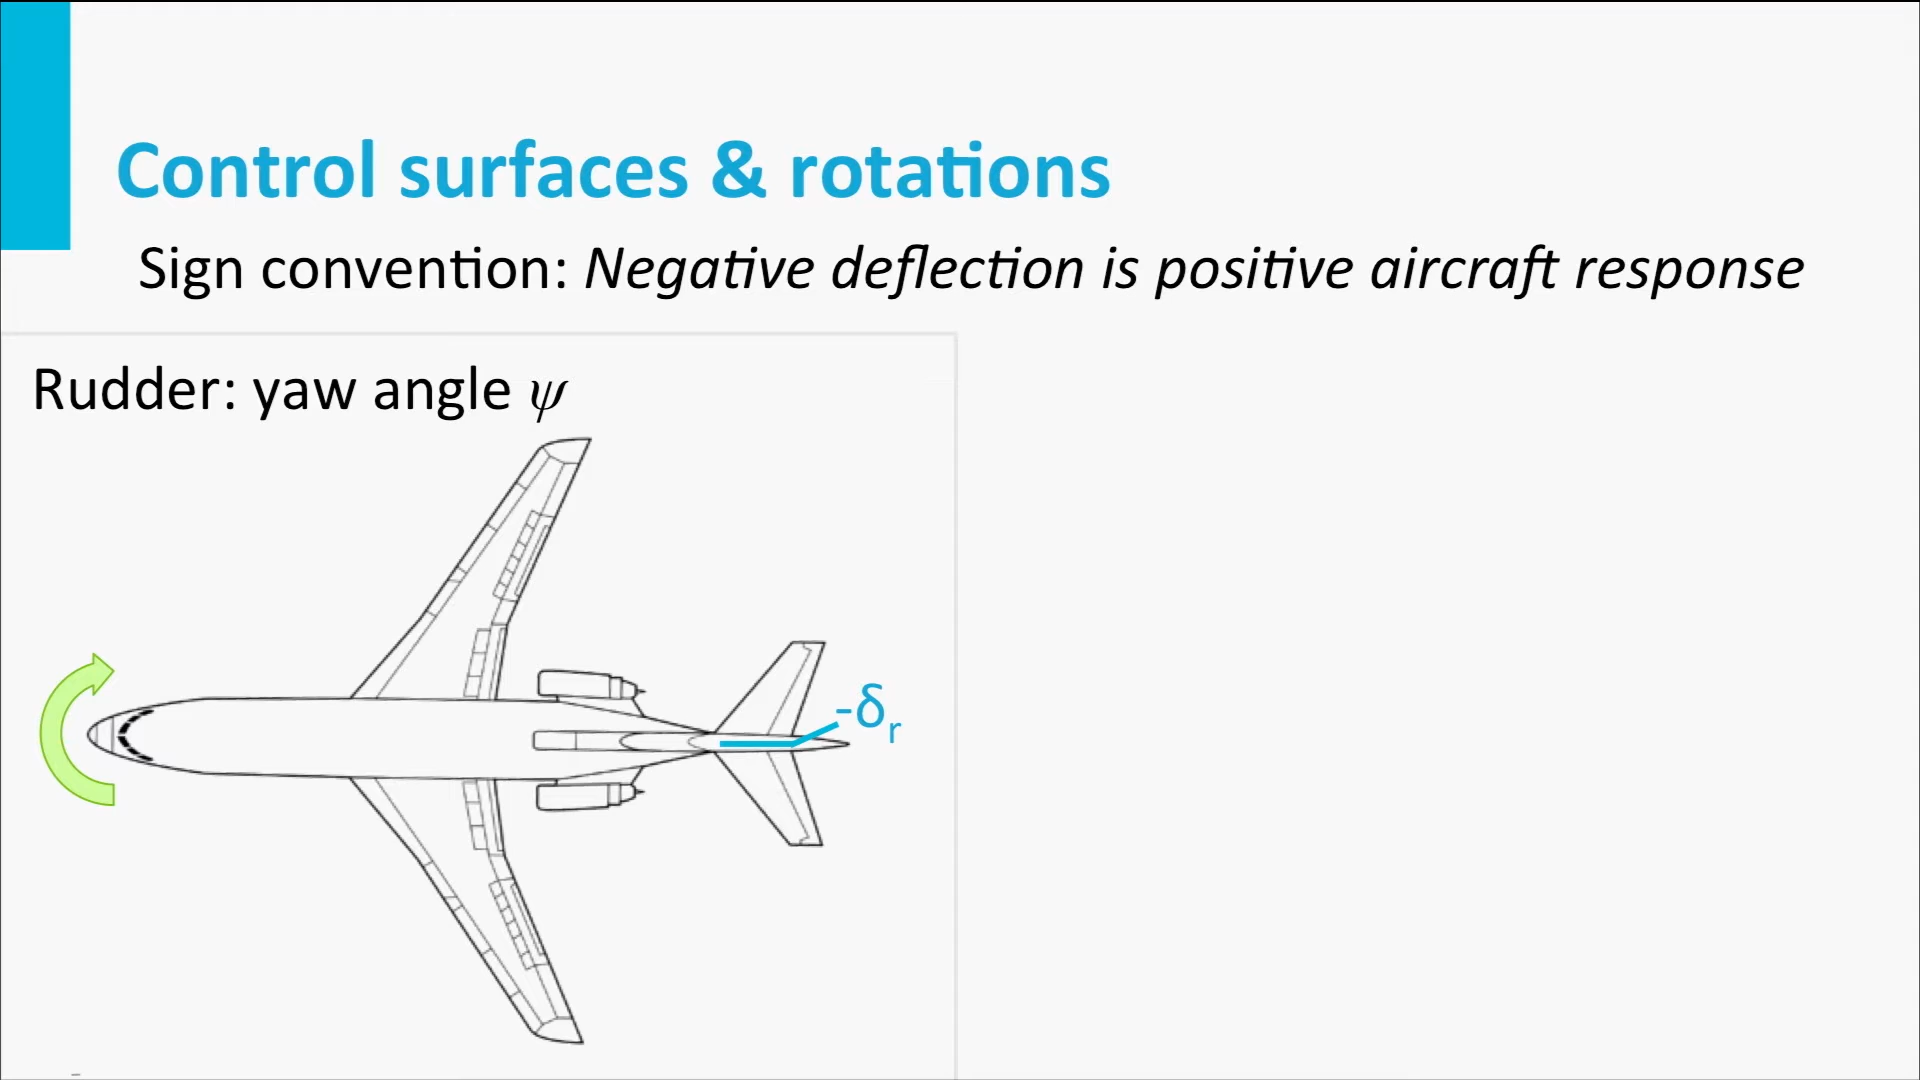 Control surfaces & rotations
Sign convention: Negative deflection is positive aircraft response
Rudder: yaw angle ψ
-δr